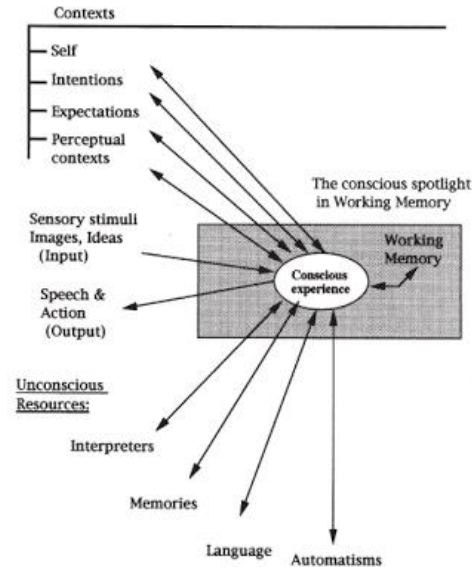 Contexts
Self
Intentions
Expectations
Perceptual
contexts
The conscious spotlight
in Working Memory
Sensory stimuli
Images, Ideas
(Input)
Working
Memory
Conscious
experience
Speech &
Action
(Output)
Unconscious
Resources:
Interpreters
Memories
Language
Automatisms